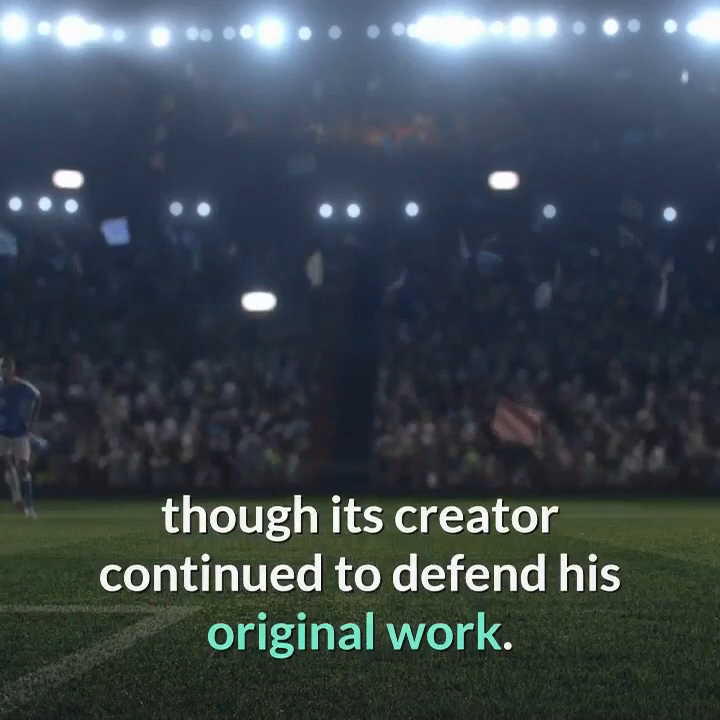 though its creator
continued to defend his
original work.